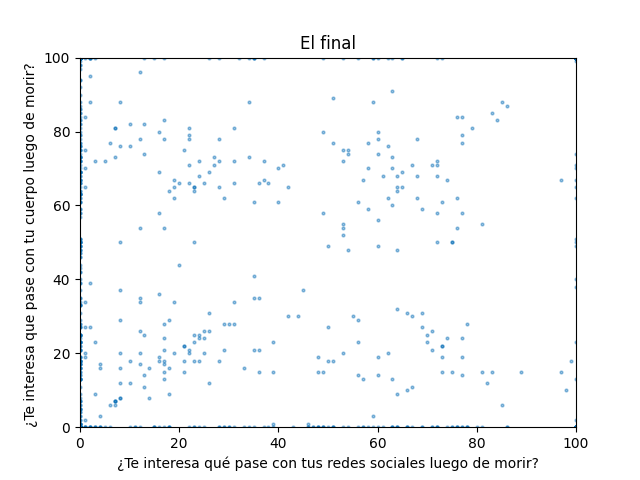 El final
¿Te interesa que pase con tu cuerpo luego de morir?
100
80
60
40
20
0
0 20 40 60 80 100
¿Te interesa qué pase con tus redes sociales luego de morir?